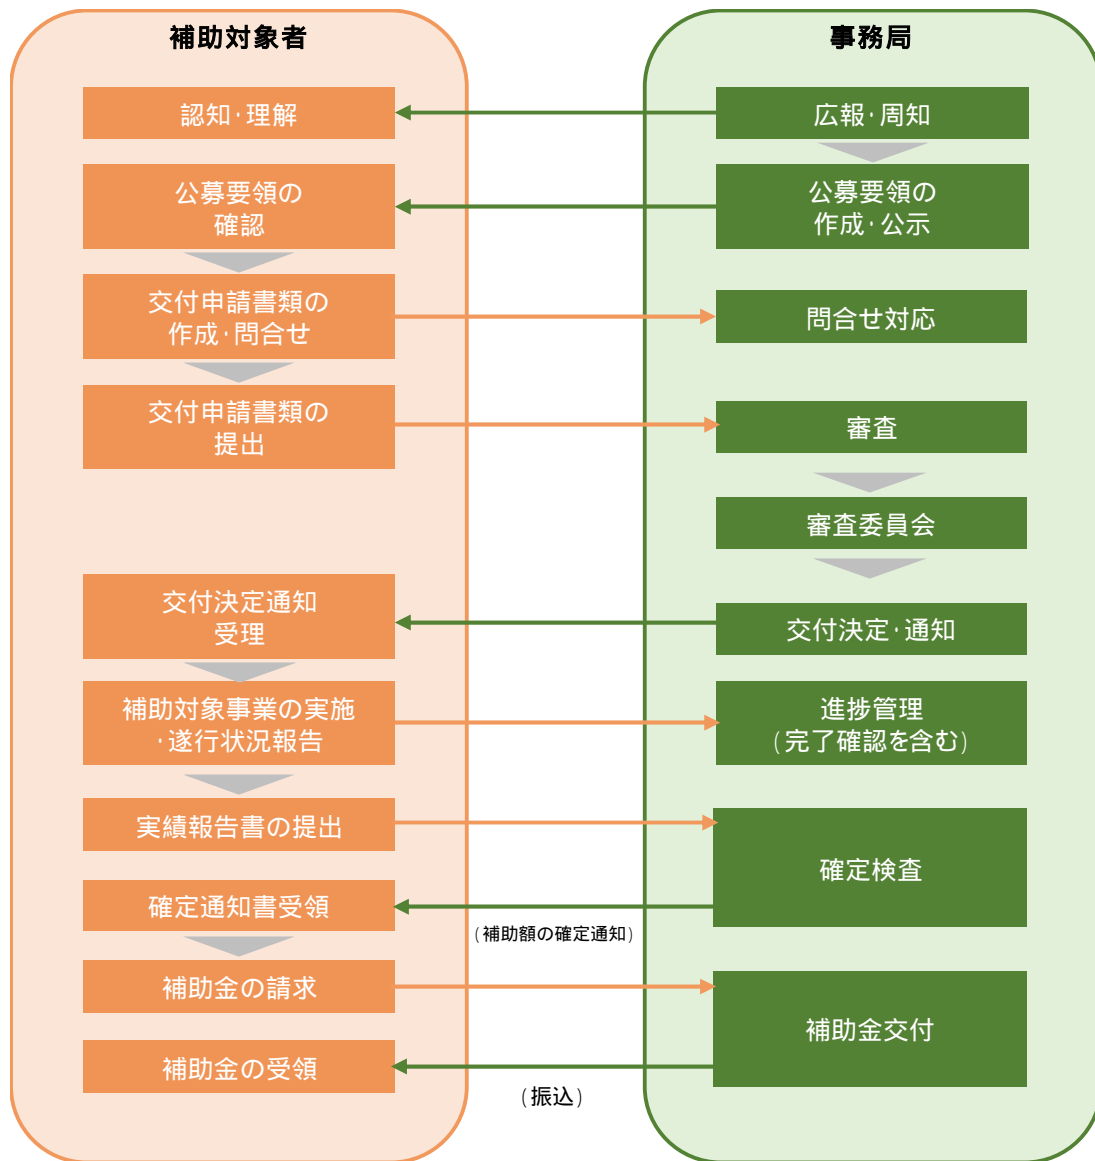 補助対象者
事務局
認知・理解
広報・周知
公募要領の
確認
公募要領の
作成・公示
交付申請書類の
作成・問合せ
問合せ対応
交付申請書類の
提出
審査
審査委員会
交付決定通知
受理
交付決定・通知
補助対象事業の実施
・遂行状況報告
進捗管理
(完了確認を含む)
実績報告書の提出
確定検査
確定通知書受領
(補助額の確定通知)
補助金の請求
補助金交付
補助金の受領
(振込)